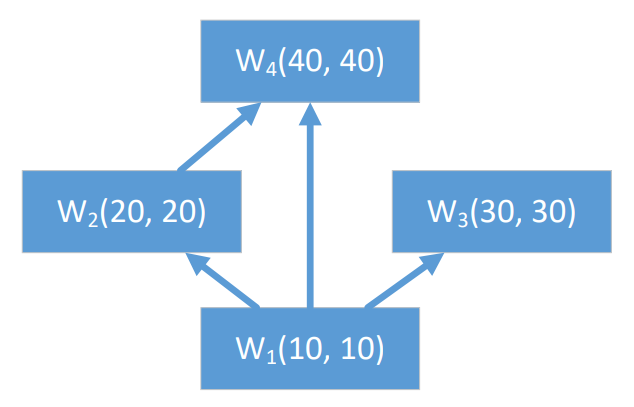 W₄(40, 40)
W₂(20, 20)
W₃(30, 30)
W₁(10, 10)